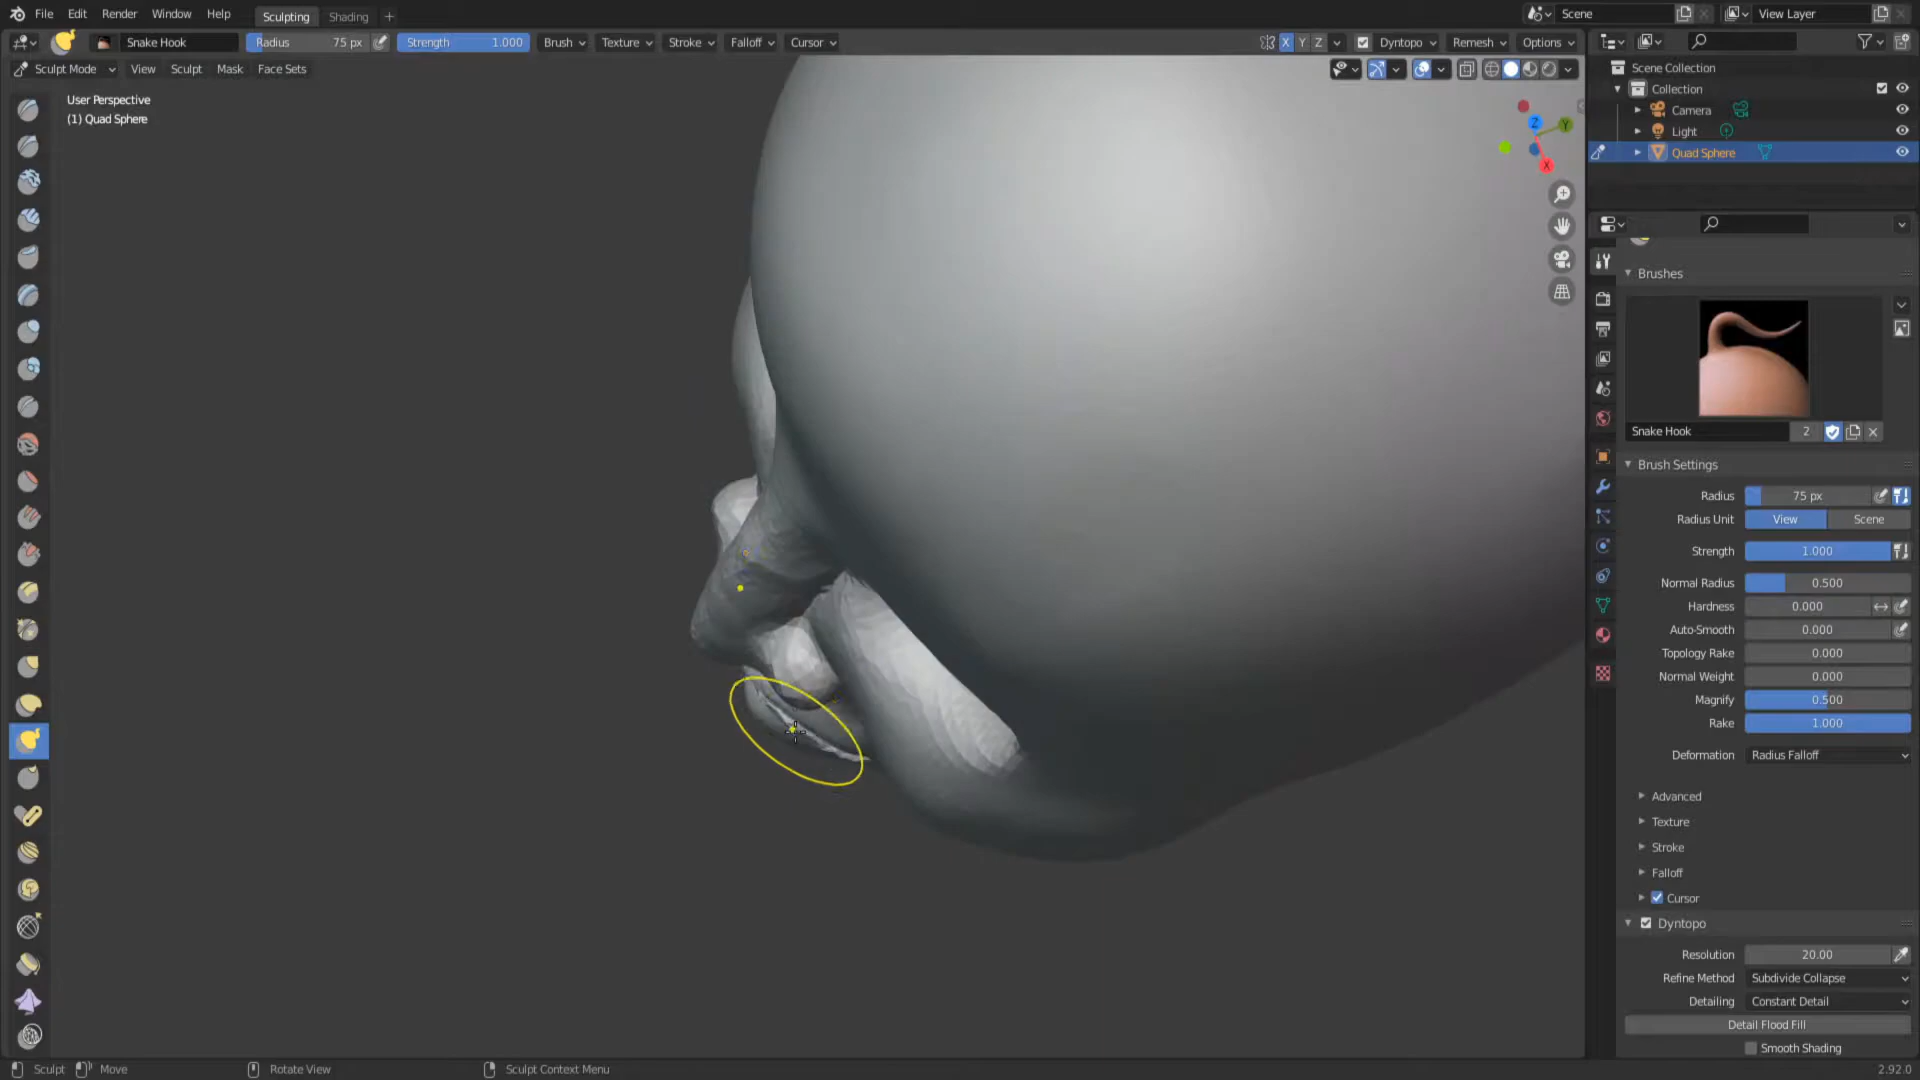 File Edit Render Window Help Sculpting Shading + Scene View Layer
Snake Hook Radius 75 px Strength 1.000 Brush Texture Stroke Falloff Cursor X Y Z Dyntopo Remesh Options
Sculpt Mode View Sculpt Mask Face Sets
User Perspective
(1) Quad Sphere
Z
Y
X
Scene Collection
Collection
Camera
Light
Quad Sphere
Brushes
Snake Hook 2
Brush Settings
Radius 75 px
Radius Unit View Scene
Strength 1.000
Normal Radius 0.500
Hardness 0.000
Auto-Smooth 0.000
Topology Rake 0.000
Normal Weight 0.000
Magnify 0.500
Rake 1.000
Deformation Radius Falloff
Advanced
Texture
Stroke
Falloff
Cursor
Dyntopo
Resolution 20.00
Refine Method Subdivide Collapse
Detailing Constant Detail
Detail Flood Fill
Smooth Shading
Sculpt Move Rotate View Sculpt Context Menu 2.92.0